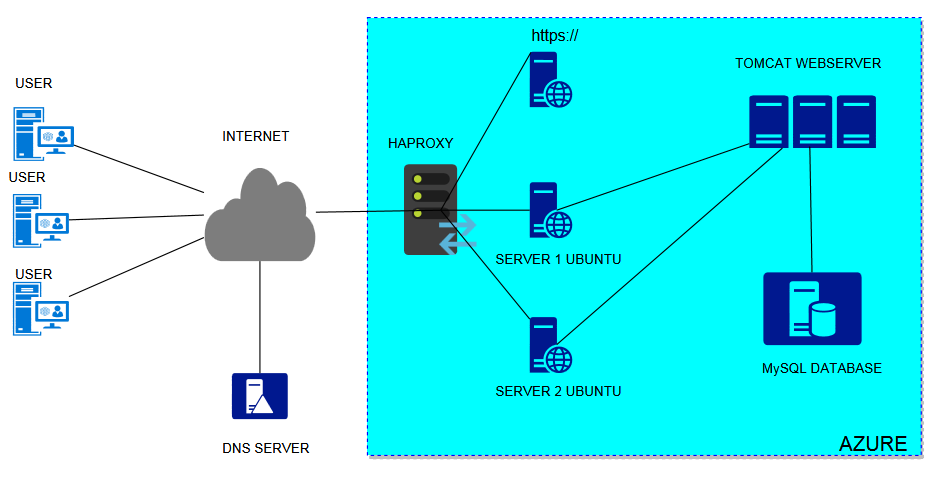 https://
TOMCAT WEBSERVER
USER
INTERNET
HAPROXY
USER
SERVER 1 UBUNTU
USER
MySQL DATABASE
SERVER 2 UBUNTU
DNS SERVER
AZURE